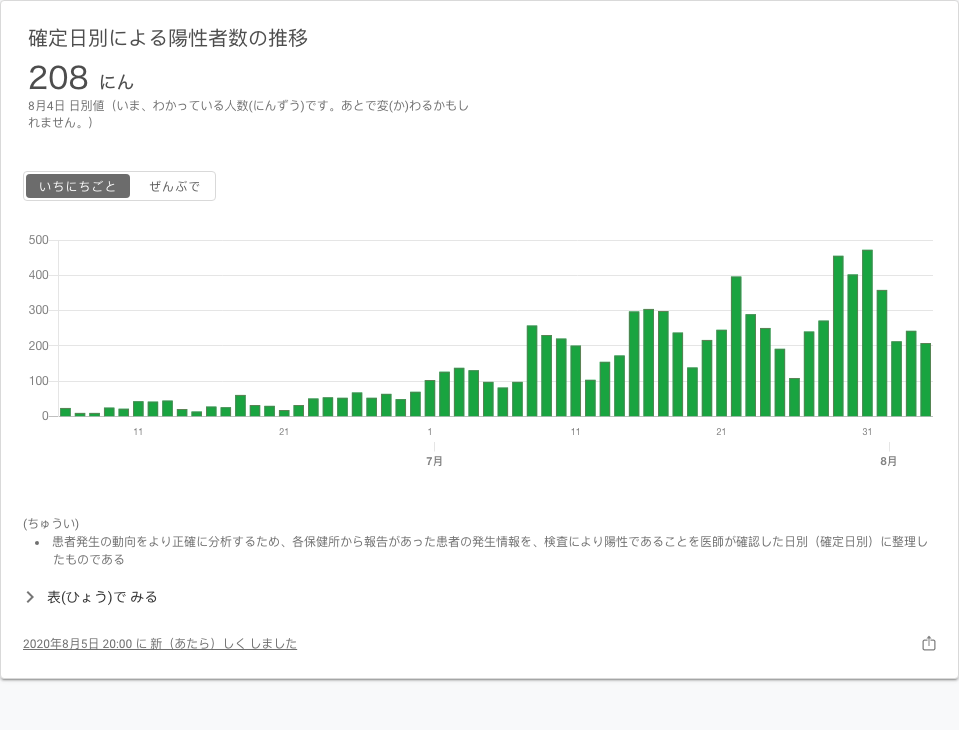 確定日別による陽性者数の推移
208 にん
8月4日 日別値（いま、わかっている人数(にんずう)です。あとで変(か)わるかもし
れません。）
いちにちごと ぜんぶで
500
400
300
200
100
0
11 21 1 11 21 31
7月 8月
(ちゅうい)
• 患者発生の動向をより正確に分析するため、各保健所から報告があった患者の発生情報を、検査により陽性であることを医師が確認した日別（確定日別）に整理し
たものである
表(ひょう)で みる
2020年8月5日 20:00 に 新（あたら）しく しました